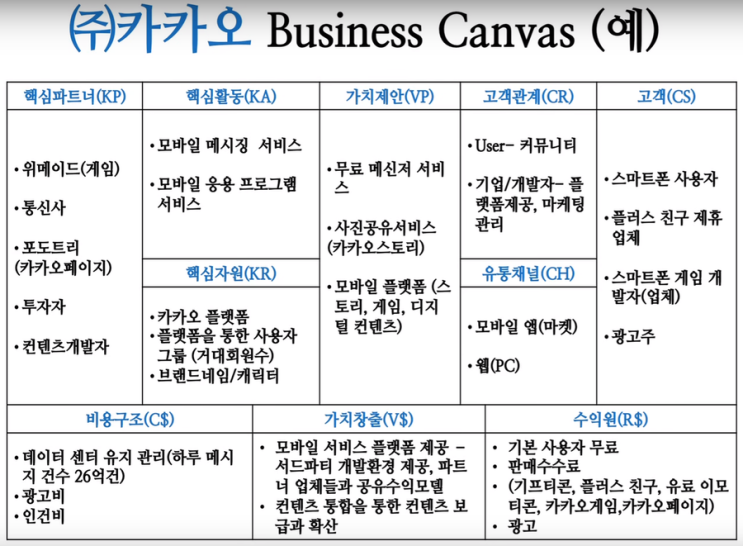 ㈜카카오 Business Canvas (예)
핵심파트너(KP)
• 위메이드(게임)
• 통신사
• 포도트리
(카카오페이지)
• 투자자
• 컨텐츠개발자
핵심활동(KA)
• 모바일 메시징 서비스
• 모바일 응용 프로그램
서비스
핵심자원(KR)
• 카카오 플랫폼
• 플랫폼을 통한 사용자
그룹 (거대회원수)
• 브랜드네임/캐릭터
가치제안(VP)
• 무료 메신저 서비
스
• 사진공유서비스
(카카오스토리)
• 모바일 플랫폼 (스
토리, 게임, 디지
털 컨텐츠)
고객관계(CR)
• User- 커뮤니티
• 기업/개발자- 플
랫폼제공, 마케팅
관리
유통채널(CH)
• 모바일 앱(마켓)
• 웹(PC)
고객(CS)
• 스마트폰 사용자
• 플러스 친구 제휴
업체
• 스마트폰 게임 개
발자(업체)
• 광고주
비용구조(C$)
• 데이터 센터 유지 관리(하루 메시
지 건수 26억건)
• 광고비
• 인건비
가치창출(V$)
• 모바일 서비스 플랫폼 제공 -
서드파티 개발환경 제공, 파트
너 업체들과 공유수익모델
• 컨텐츠 통합을 통한 컨텐츠 보
급과 확산
수익원(R$)
• 기본 사용자 무료
• 판매수수료
• (기프티콘, 플러스 친구, 유료 이모
티콘, 카카오게임,카카오페이지)
• 광고